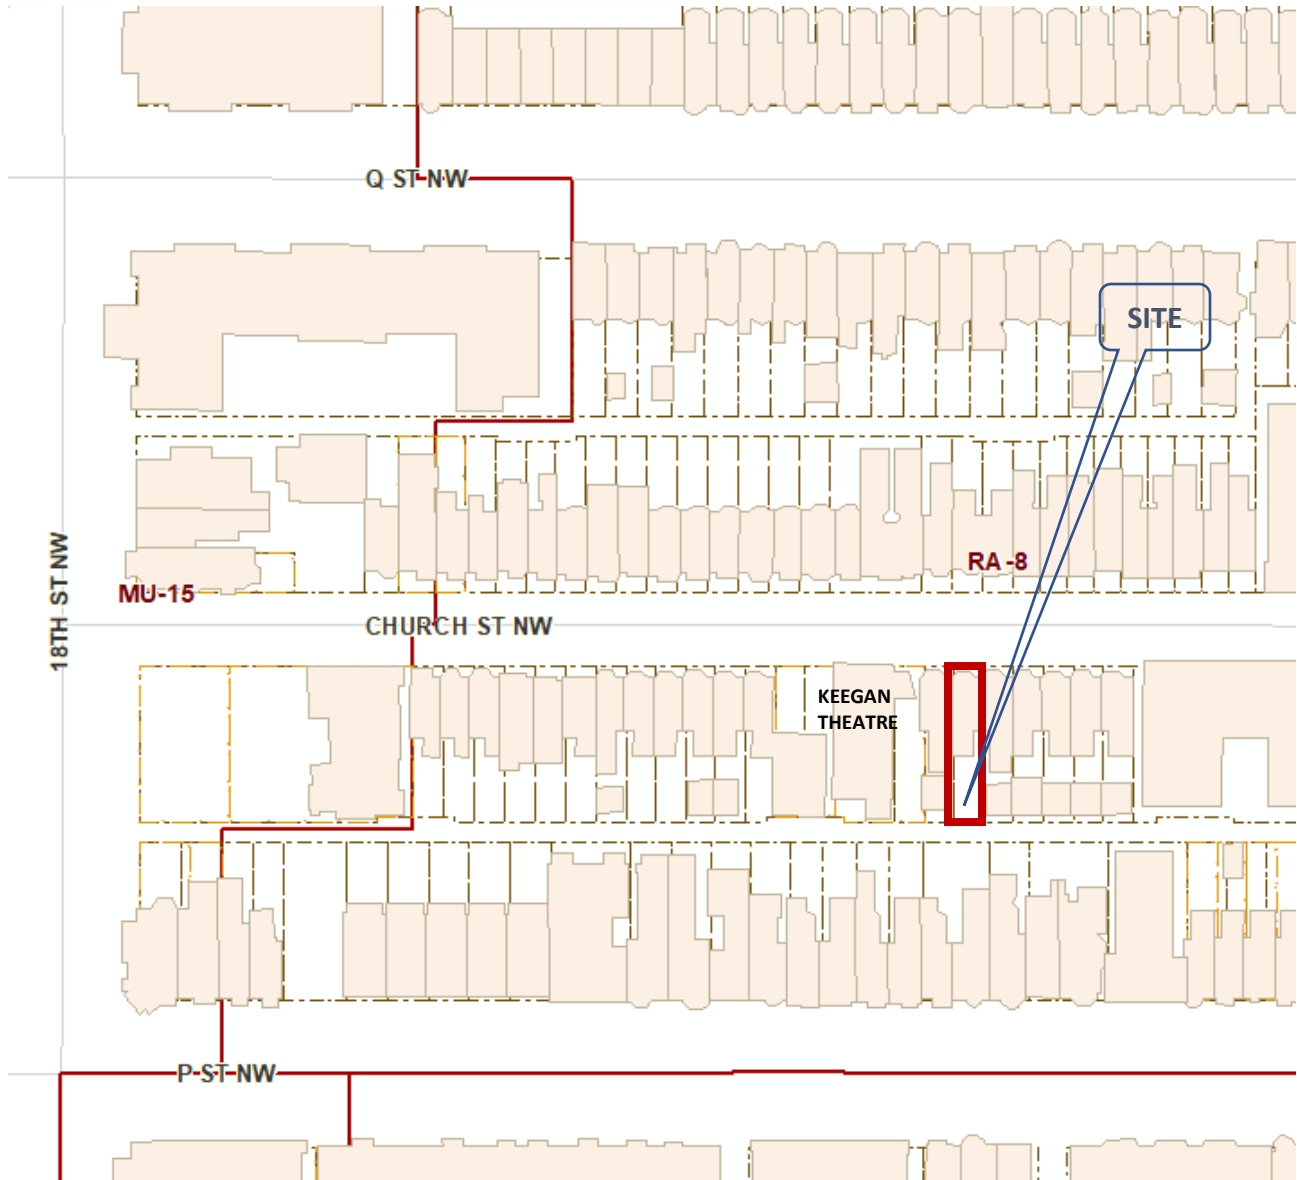 Q ST NW
SITE
RA-8
MU-15
18TH ST NW
CHURCH ST NW
KEEGAN
THEATRE
P ST NW